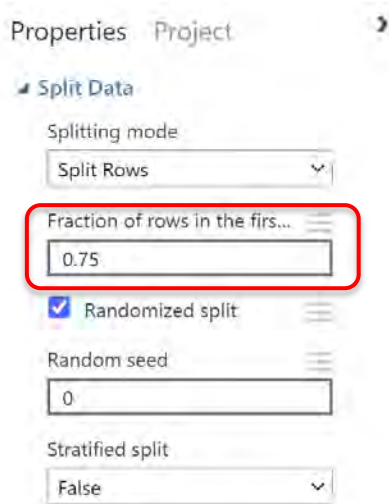 Properties Project
Split Data
Splitting mode
Split Rows
Fraction of rows in the firs...
0.75
Randomized split
Random seed
0
Stratified split
False